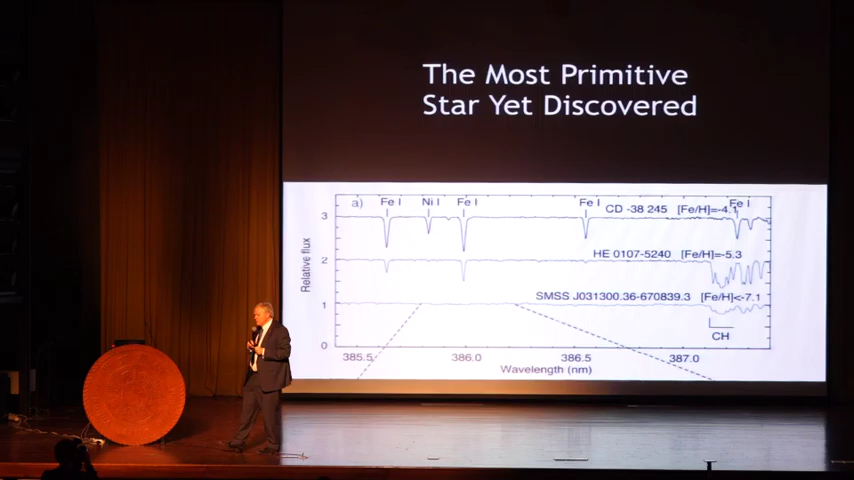 The Most Primitive
Star Yet Discovered
a)
Fe I
Ni I
Fe I
Fe I
Fe I
CD -38 245 [Fe/H]=-4.1
HE 0107-5240 [Fe/H]=-5.3
SMSS J031300.36-670839.3 [Fe/H]<-7.1
CH
Relative flux
3
2
1
0
385.5
386.0
386.5
387.0
Wavelength (nm)